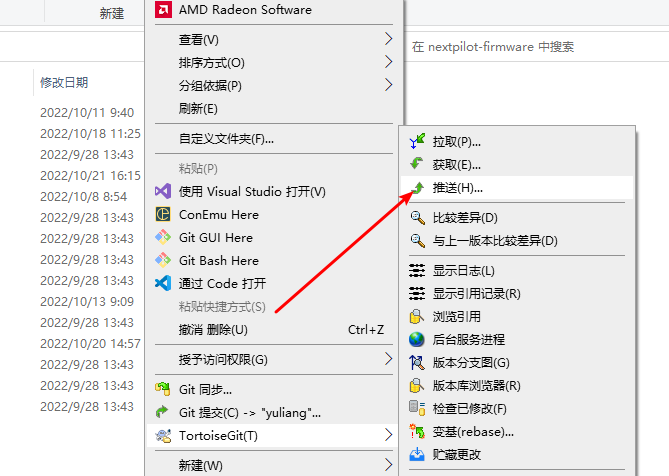 新建
在 nextpilot-firmware 中搜索
修改日期
2022/10/11 9:40
2022/10/18 11:25
2022/9/28 13:43
2022/10/21 16:15
2022/10/8 8:54
2022/9/28 13:43
2022/9/28 13:43
2022/9/28 13:43
2022/9/28 13:43
2022/10/13 9:09
2022/9/28 13:43
2022/10/20 14:57
2022/9/28 13:43
2022/9/28 13:43
2022/9/28 13:43
AMD Radeon Software
查看(V)
排序方式(O)
分组依据(P)
刷新(E)
自定义文件夹(F)...
粘贴(P)
使用 Visual Studio 打开(V)
ConEmu Here
Git GUI Here
Git Bash Here
通过 Code 打开
粘贴快捷方式(S)
撤消 删除(U) Ctrl+Z
授予访问权限(G)
Git 同步...
Git 提交(C) -> "yuliang"...
TortoiseGit(T)
新建(W)
拉取(P)...
获取(E)...
推送(H)...
比较差异(D)
与上一版本比较差异(D)
显示日志(L)
显示引用记录(R)
浏览引用
后台服务进程
版本分支图(G)
版本库浏览器(R)
检查已修改(F)
变基(rebase)...
贮藏更改